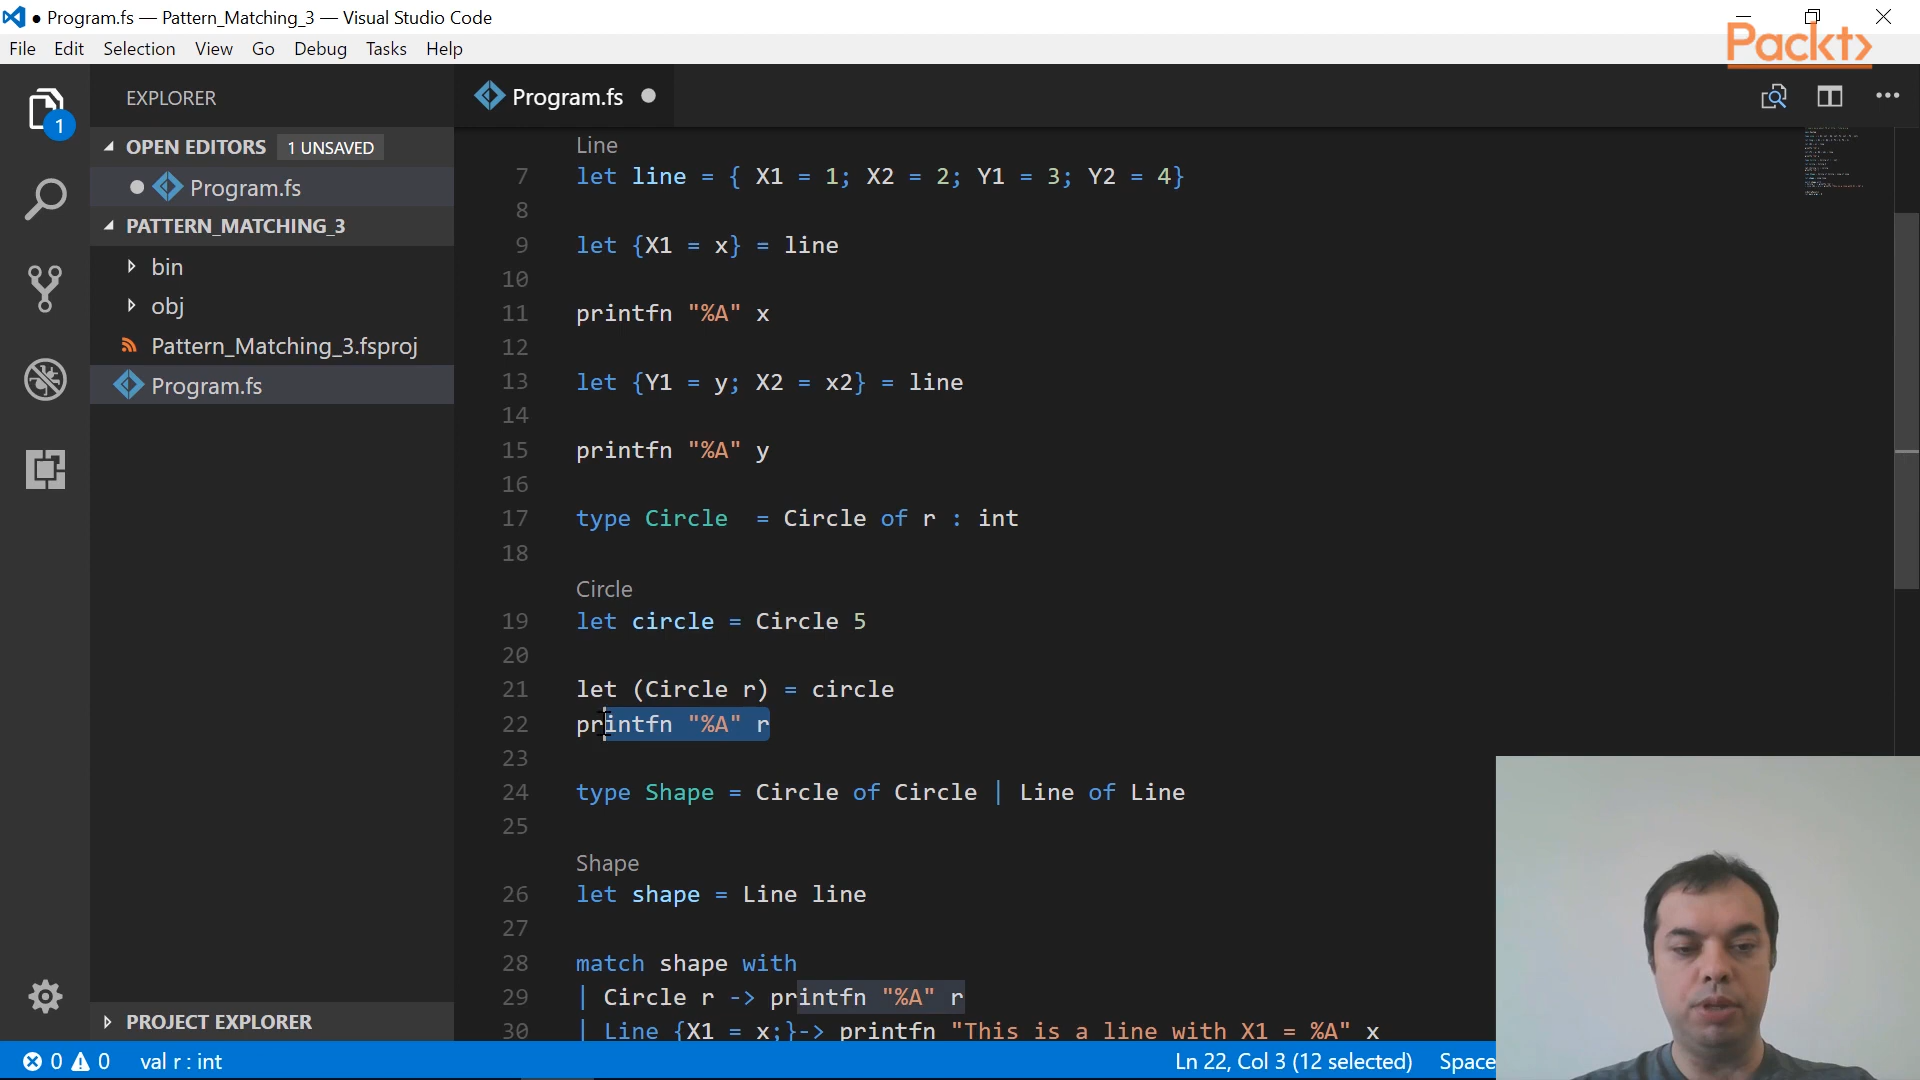 Program.fs — Pattern_Matching_3 — Visual Studio Code
Packt
File Edit Selection View Go Debug Tasks Help
EXPLORER
Program.fs
1
OPEN EDITORS 1 UNSAVED
Program.fs
PATTERN_MATCHING_3
bin
obj
Pattern_Matching_3.fsproj
Program.fs
PROJECT EXPLORER
Line
7 let line = { X1 = 1; X2 = 2; Y1 = 3; Y2 = 4}
8
9 let {X1 = x} = line
10
11 printfn "%A" x
12
13 let {Y1 = y; X2 = x2} = line
14
15 printfn "%A" y
16
17 type Circle  = Circle of r : int
18
Circle
19 let circle = Circle 5
20
21 let (Circle r) = circle
22 printfn "%A" r
23
24 type Shape = Circle of Circle | Line of Line
25
Shape
26 let shape = Line line
27
28 match shape with
29 | Circle r -> printfn "%A" r
30 | Line {X1 = x;}-> printfn "This is a line with X1 = %A" x
0 0 val r : int Ln 22, Col 3 (12 selected) Space